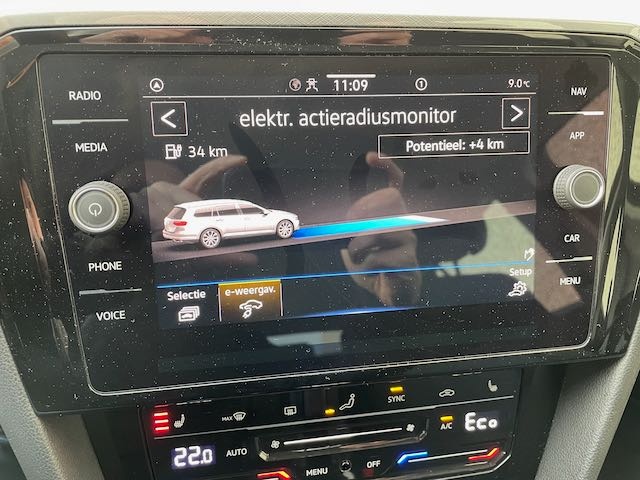 RADIO
MEDIA
PHONE
VOICE
11:09
1
9.0°C
NAV
APP
CAR
MENU
<
elektr. actieradiusmonitor
>
34 km
Potentieel: +4 km
Selectie
e-weergav.
Setup
MAX
SYNC
A/C
Eco
22.0
AUTO
MENU
OFF